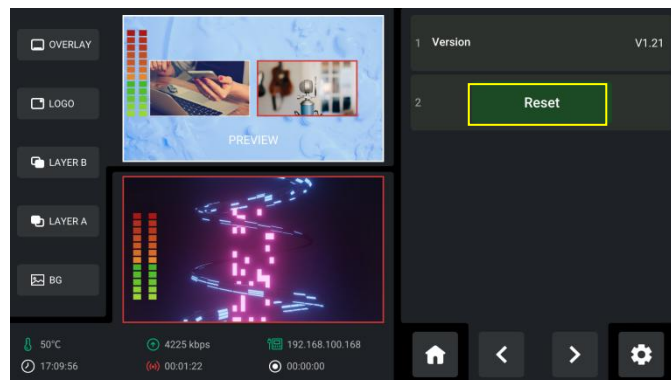 OVERLAY
LOGO
LAYER B
LAYER A
BG
PREVIEW
50°C
4225 kbps
192.168.100.168
17:09:56
00:01:22
00:00:00
1 Version V1.21
2 Reset